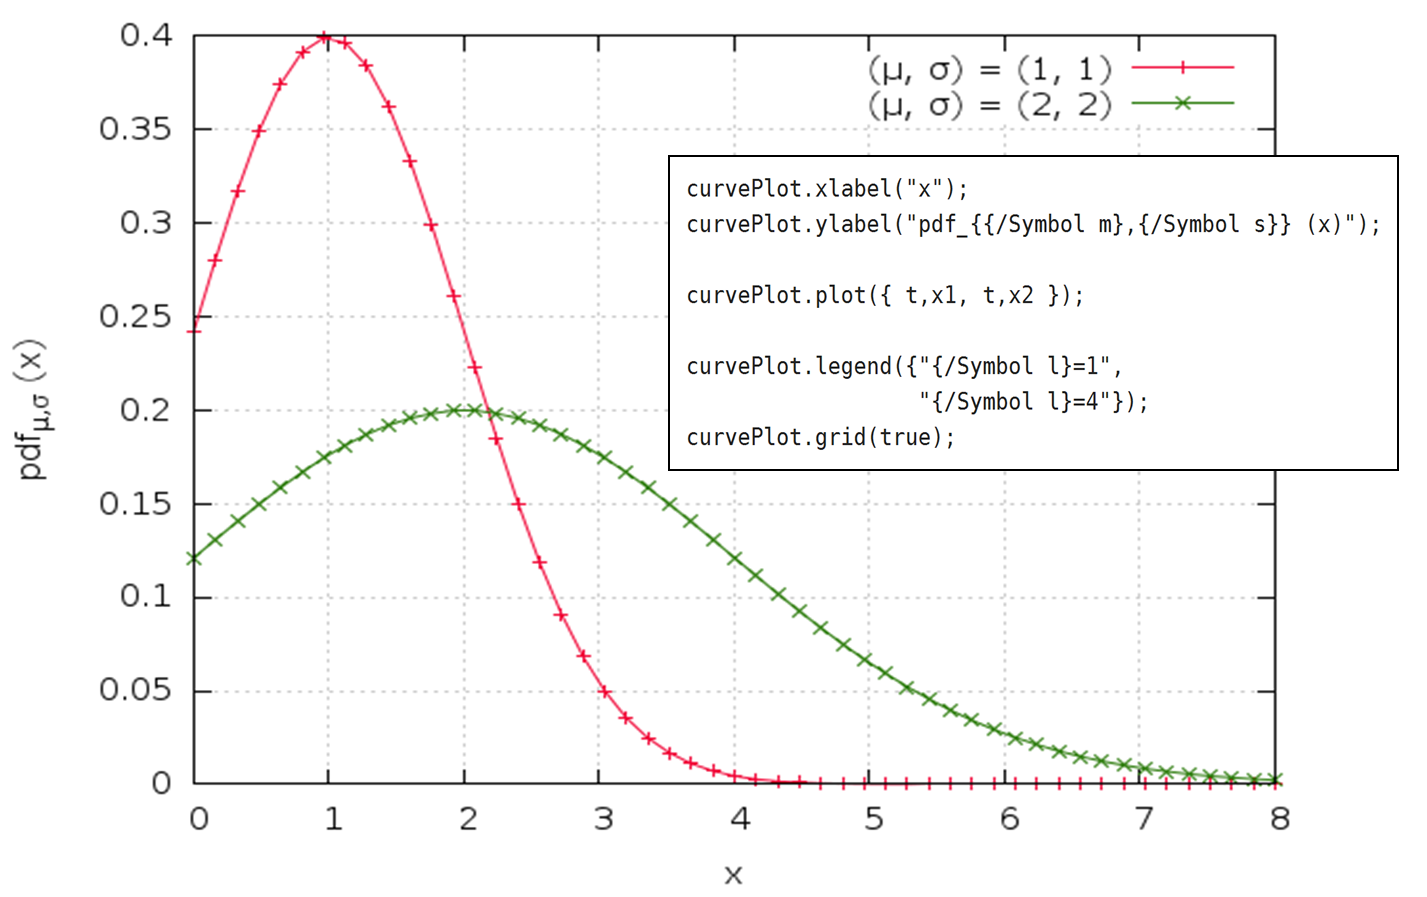 0.4
0.35
0.3
0.25
0.2
0.15
0.1
0.05
0
pdfμ,σ (x)
(μ, σ) = (1, 1)
(μ, σ) = (2, 2)
curvePlot.xlabel("x");
curvePlot.ylabel("pdf_{{/Symbol m},{/Symbol s}} (x)");
curvePlot.plot({ t,x1, t,x2 });
curvePlot.legend({"{/Symbol l}=1",
"{/Symbol l}=4"});
curvePlot.grid(true);
0 1 2 3 4 5 6 7 8
x